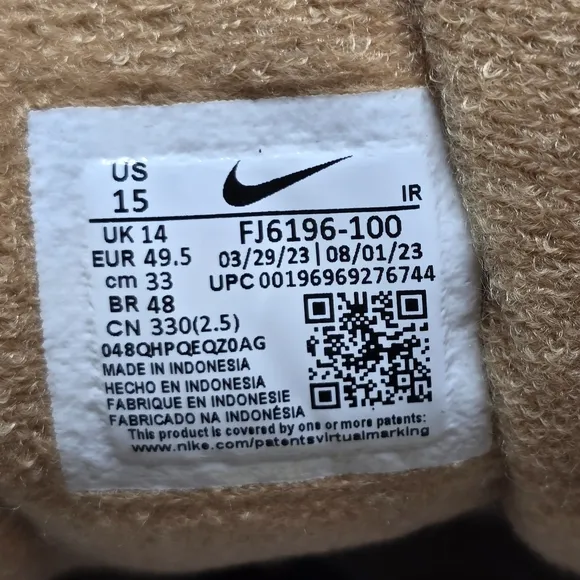 US
15
IR
UK 14
FJ6196-100
EUR 49.5
03/29/23 | 08/01/23
cm 33
UPC 00196969276744
BR 48
CN 330(2.5)
048QHPQEQZ0AG
MADE IN INDONESIA
HECHO EN INDONESIA
FABRIQUE EN INDONESIE
FABRICADO NA INDONÉSIA
This product is covered by one or more patents:
www.nike.com/patentsvirtualmarking